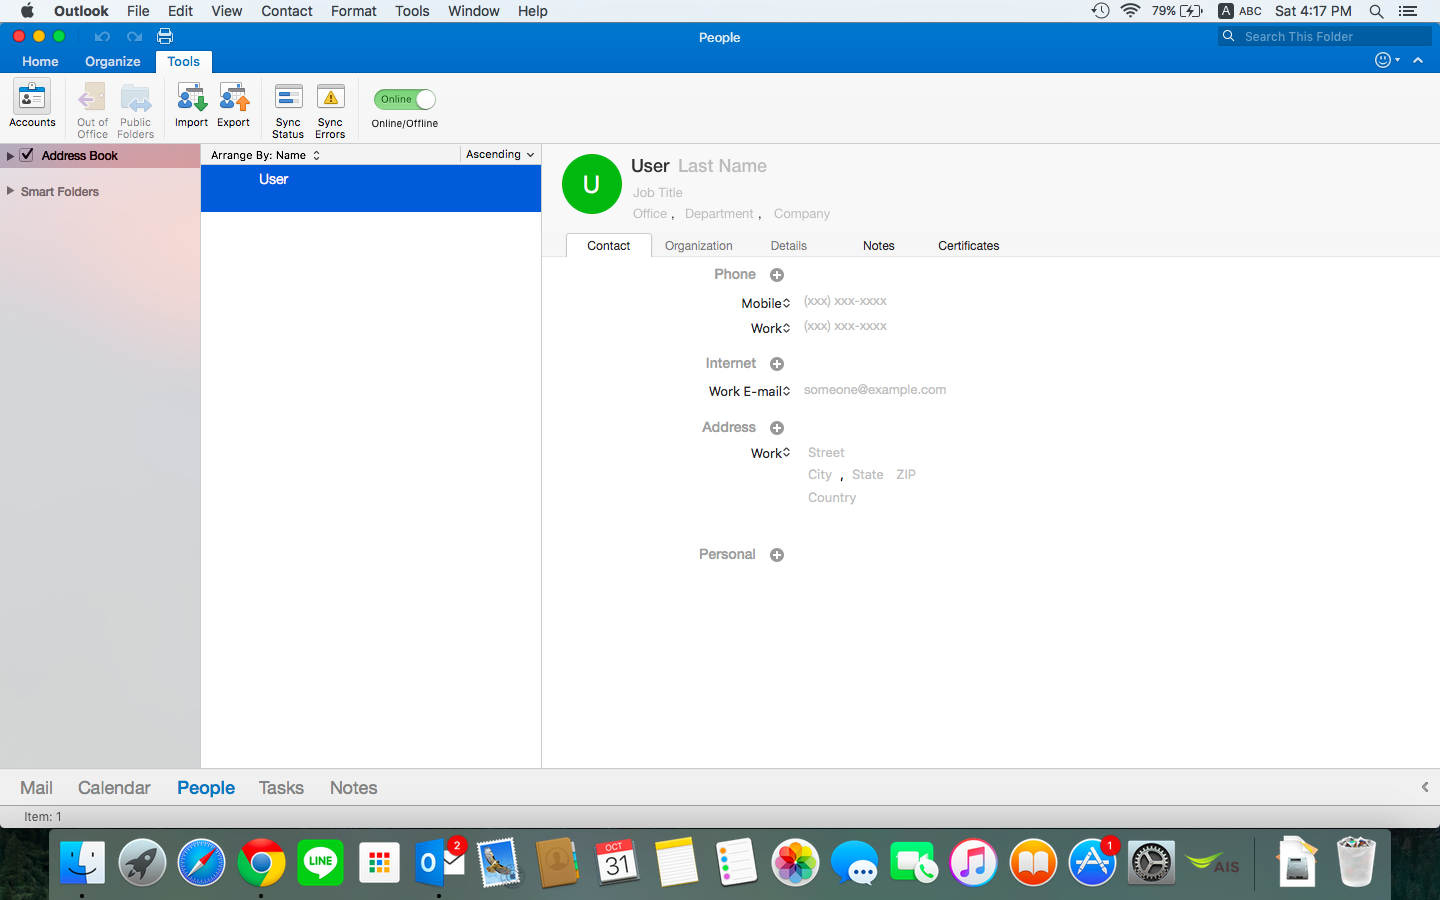 Outlook File Edit View Contact Format Tools Window Help 79% A ABC Sat 4:17 PM
People
Search This Folder
Home Organize Tools
Accounts
Out of Office
Public Folders
Import
Export
Sync Status
Sync Errors
Online
Online/Offline
Address Book
Smart Folders
Arrange By: Name Ascending
User
U
User Last Name
Job Title
Office , Department , Company
Contact Organization Details Notes Certificates
Phone
Mobile (xxx) xxx-xxxx
Work (xxx) xxx-xxxx
Internet
Work E-mail someone@example.com
Address
Work Street
City , State ZIP
Country
Personal
Mail Calendar People Tasks Notes
Item: 1
LINE
O
2
OCT
31
1
AIS